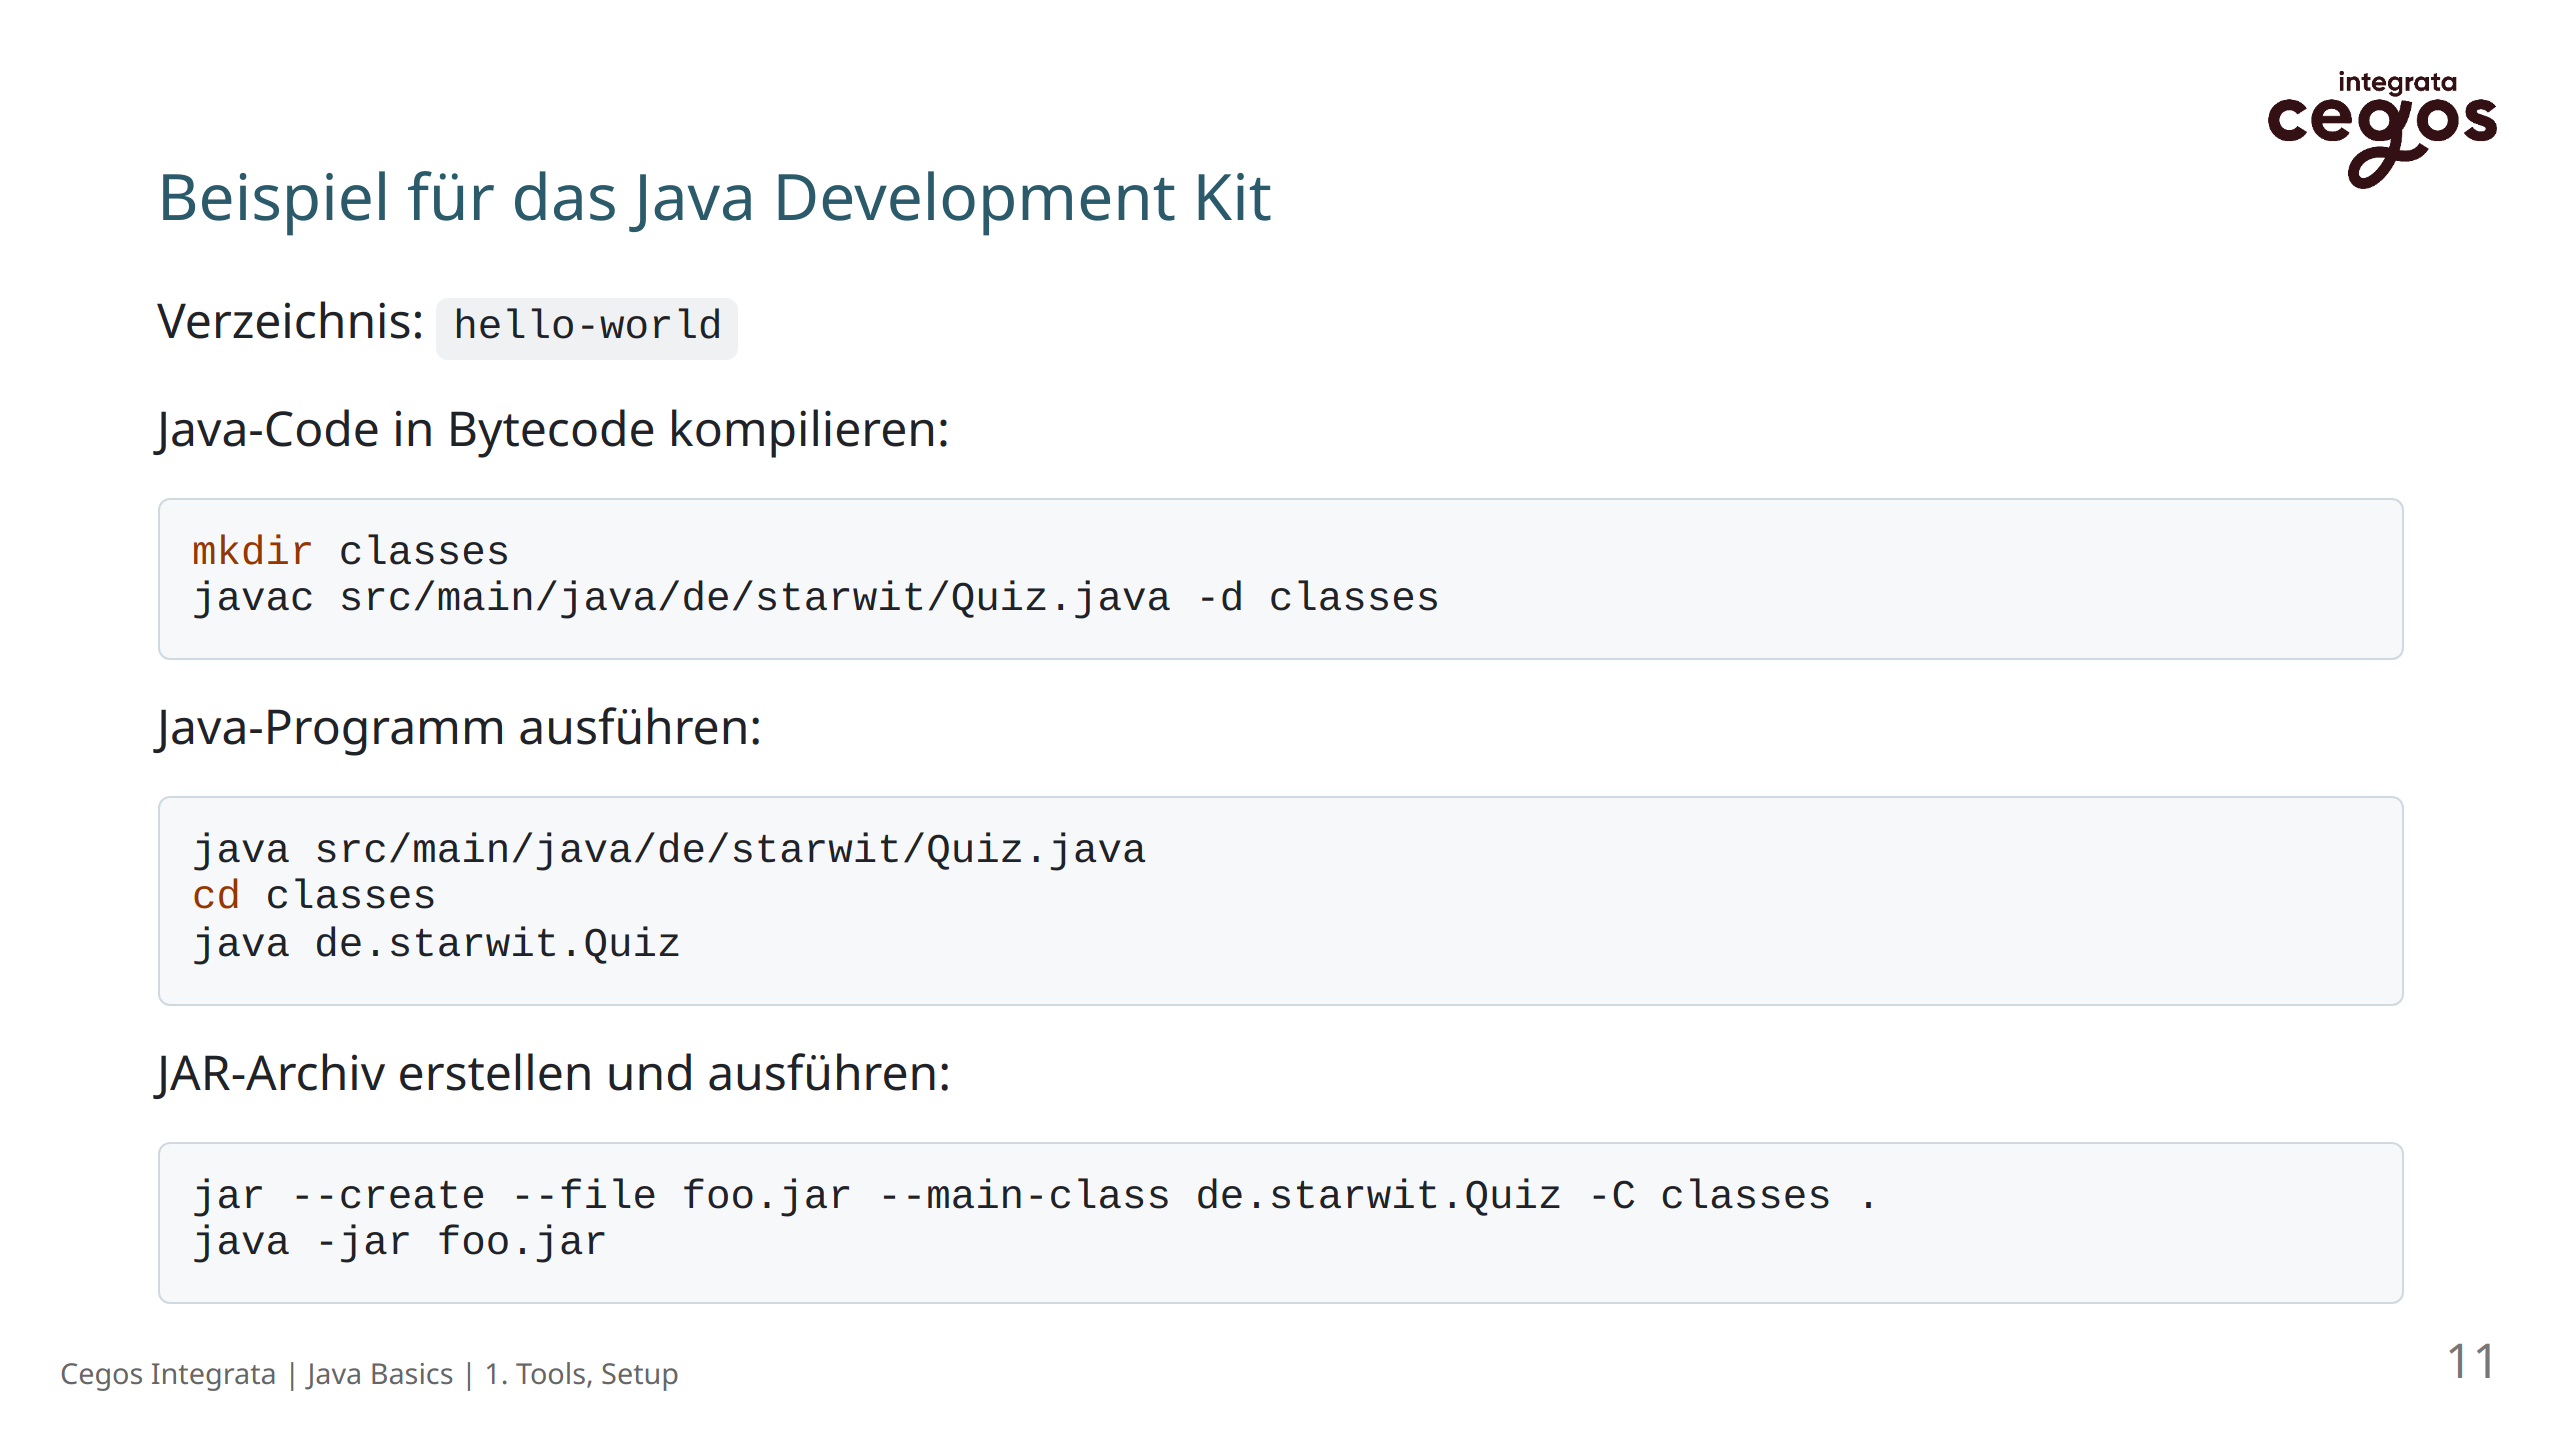 integrata
cegos
Beispiel für das Java Development Kit
Verzeichnis: hello-world
Java-Code in Bytecode kompilieren:
mkdir classes
javac src/main/java/de/starwit/Quiz.java -d classes
Java-Programm ausführen:
java src/main/java/de/starwit/Quiz.java
cd classes
java de.starwit.Quiz
JAR-Archiv erstellen und ausführen:
jar --create --file foo.jar --main-class de.starwit.Quiz -C classes .
java -jar foo.jar
Cegos Integrata | Java Basics | 1. Tools, Setup
11